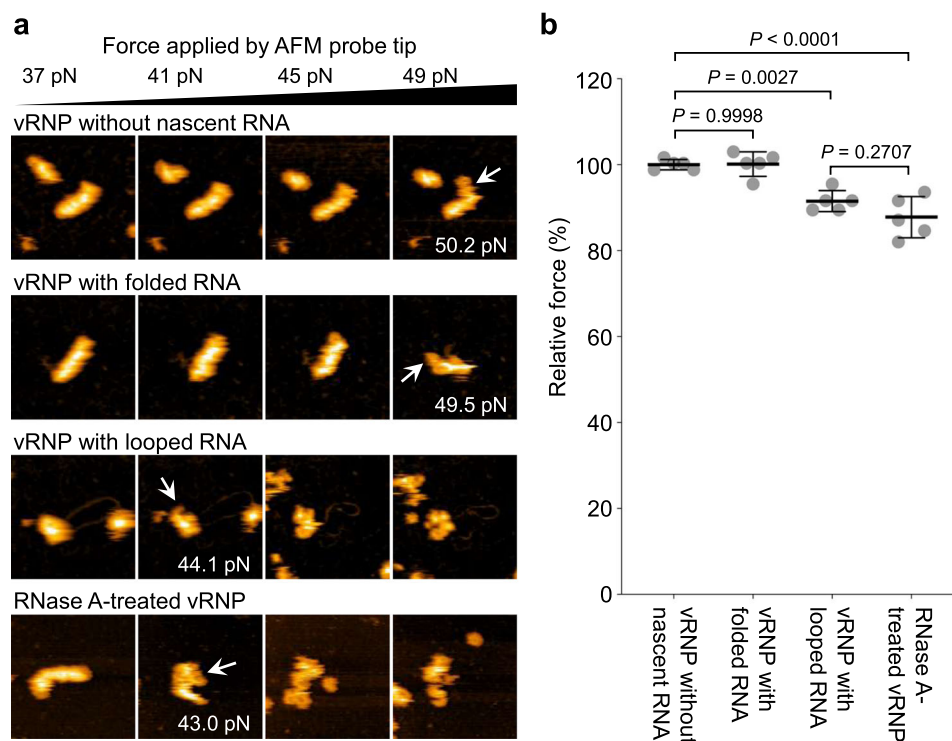 a
Force applied by AFM probe tip
37 pN 41 pN 45 pN 49 pN
vRNP without nascent RNA
50.2 pN
vRNP with folded RNA
49.5 pN
vRNP with looped RNA
44.1 pN
RNase A-treated vRNP
43.0 pN
b
P < 0.0001
P = 0.0027
P = 0.9998
P = 0.2707
Relative force (%)
120
100
80
60
40
20
0
vRNP without
nascent RNA
vRNP with
folded RNA
vRNP with
looped RNA
RNase A-
treated vRNP